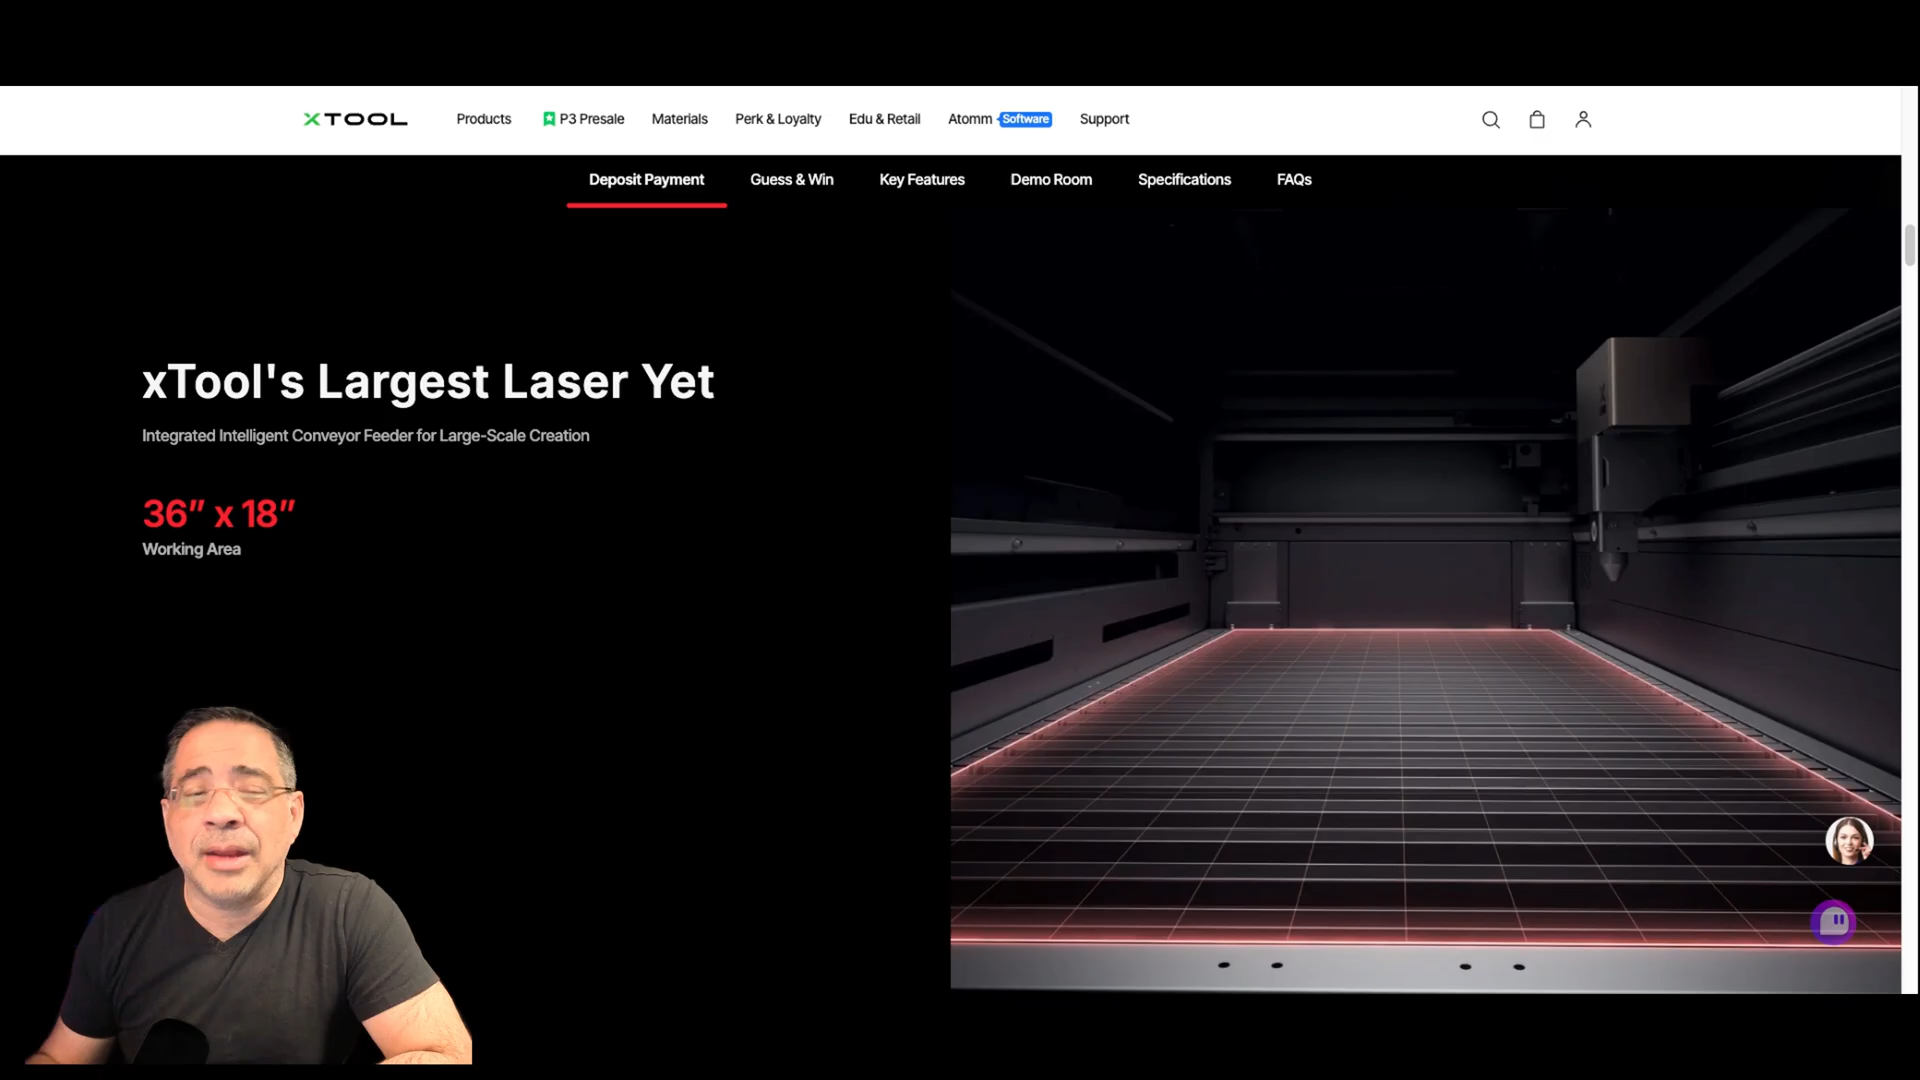 XTOOL
Products
P3 Presale
Materials
Perk & Loyalty
Edu & Retail
Atomm Software
Support
Deposit Payment
Guess & Win
Key Features
Demo Room
Specifications
FAQs
xTool's Largest Laser Yet
Integrated Intelligent Conveyor Feeder for Large-Scale Creation
36” x 18”
Working Area